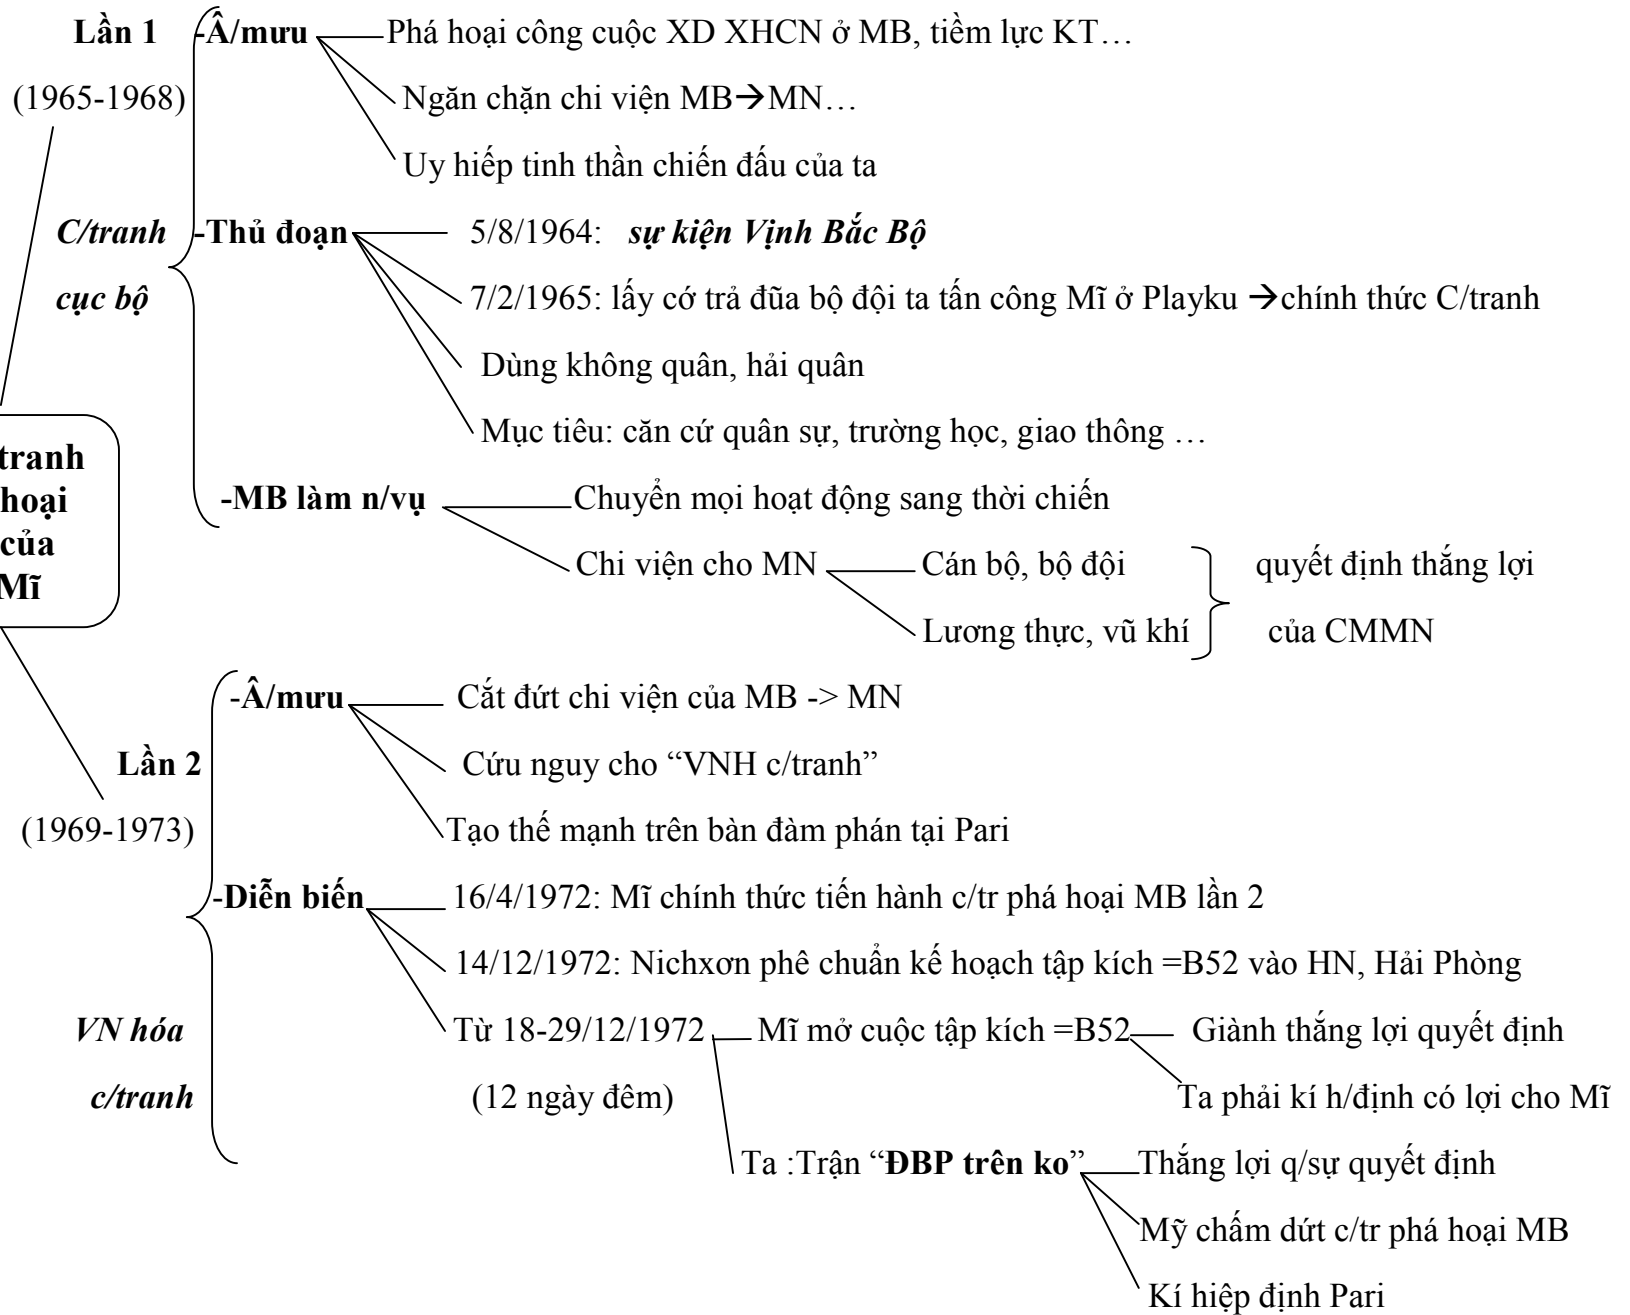 Lần 1 -Â/mưu Phá hoại công cuộc XD XHCN ở MB, tiềm lực KT…
(1965-1968) Ngăn chặn chi viện MB→MN…
Uy hiếp tinh thần chiến đấu của ta
C/tranh -Thủ đoạn 5/8/1964: sự kiện Vịnh Bắc Bộ
cục bộ 7/2/1965: lấy cớ trả đũa bộ đội ta tấn công Mĩ ở Playku →chính thức C/tranh
Dùng không quân, hải quân
Mục tiêu: căn cứ quân sự, trường học, giao thông …
tranh
hoại
của
Mĩ
-MB làm n/vụ Chuyển mọi hoạt động sang thời chiến
Chi viện cho MN Cán bộ, bộ đội quyết định thắng lợi
Lương thực, vũ khí của CMMN
-Â/mưu Cắt đứt chi viện của MB -> MN
Lần 2 Cứu nguy cho “VNH c/tranh”
(1969-1973) Tạo thế mạnh trên bàn đàm phán tại Pari
-Diễn biến 16/4/1972: Mĩ chính thức tiến hành c/tr phá hoại MB lần 2
14/12/1972: Nichxơn phê chuẩn kế hoạch tập kích =B52 vào HN, Hải Phòng
VN hóa Từ 18-29/12/1972 Mĩ mở cuộc tập kích =B52 Giành thắng lợi quyết định
c/tranh (12 ngày đêm) Ta phải kí h/định có lợi cho Mĩ
Ta :Trận “ĐBP trên ko” Thắng lợi q/sự quyết định
Mỹ chấm dứt c/tr phá hoại MB
Kí hiệp định Pari